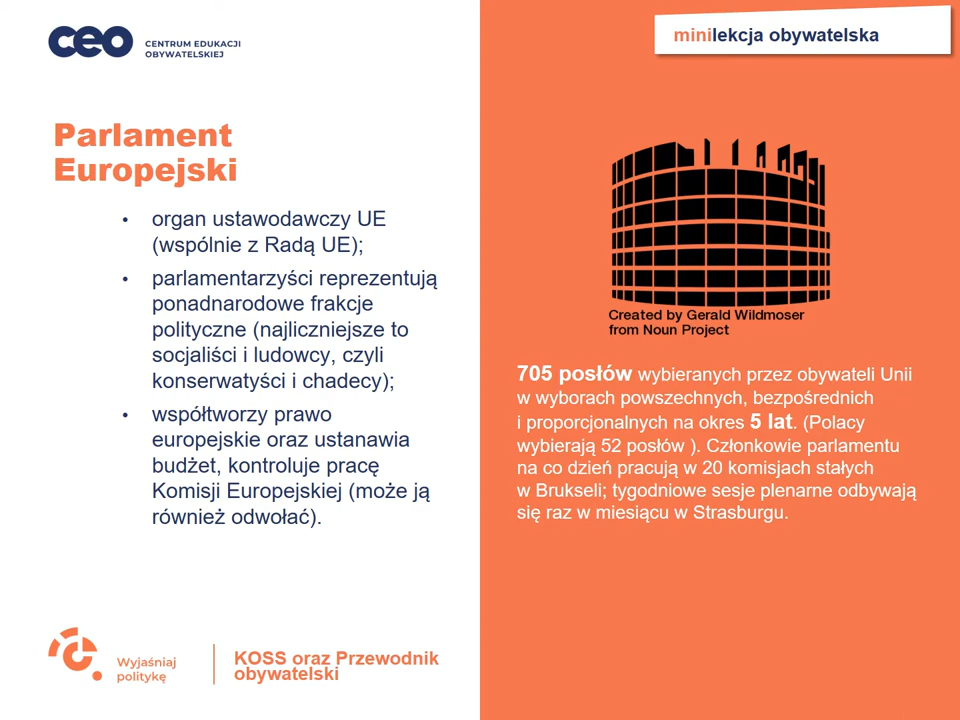 ceo
CENTRUM EDUKACJI
OBYWATELSKIEJ
minilekcja obywatelska
Parlament
Europejski
• organ ustawodawczy UE
(wspólnie z Radą UE);
• parlamentarzyści reprezentują
ponadnarodowe frakcje
polityczne (najliczniejsze to
socjaliści i ludowcy, czyli
konserwatyści i chadecy);
• współtworzy prawo
europejskie oraz ustanawia
budżet, kontroluje pracę
Komisji Europejskiej (może ją
również odwołać).
Created by Gerald Wildmoser
from Noun Project
705 posłów wybieranych przez obywateli Unii
w wyborach powszechnych, bezpośrednich
i proporcjonalnych na okres 5 lat. (Polacy
wybierają 52 posłów ). Członkowie parlamentu
na co dzień pracują w 20 komisjach stałych
w Brukseli; tygodniowe sesje plenarne odbywają
się raz w miesiącu w Strasburgu.
Wyjaśniaj
politykę
KOSS oraz Przewodnik
obywatelski